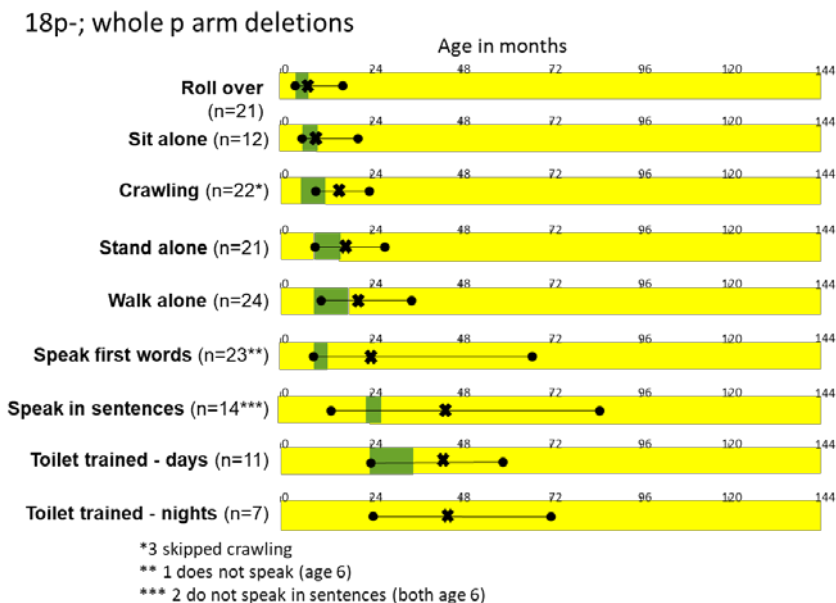 18p-; whole p arm deletions
Age in months
0 24 48 72 96 120 144
Roll over
(n=21)
0 24 48 72 96 120 144
Sit alone (n=12)
0 24 48 72 96 120 144
Crawling (n=22*)
0 24 48 72 96 120 144
Stand alone (n=21)
0 24 48 72 96 120 144
Walk alone (n=24)
0 24 48 72 96 120 144
Speak first words (n=23**)
0 24 48 72 96 120 144
Speak in sentences (n=14***)
0 24 48 72 96 120 144
Toilet trained - days (n=11)
0 24 48 72 96 120 144
Toilet trained - nights (n=7)
*3 skipped crawling
** 1 does not speak (age 6)
*** 2 do not speak in sentences (both age 6)